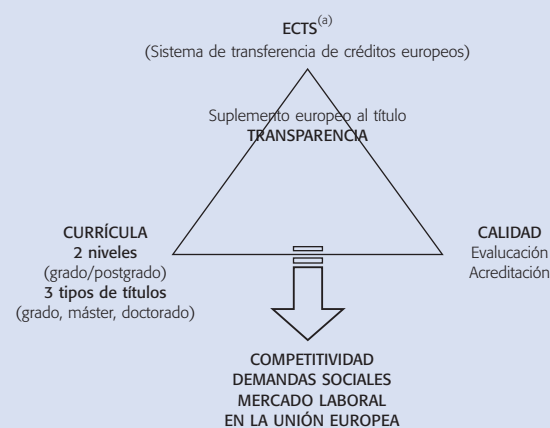 ECTS(a)
(Sistema de transferencia de créditos europeos)
Suplemento europeo al título
TRANSPARENCIA
CURRÍCULA
2 niveles
(grado/postgrado)
3 tipos de títulos
(grado, máster, doctorado)
CALIDAD
Evalucación
Acreditación
COMPETITIVIDAD
DEMANDAS SOCIALES
MERCADO LABORAL
EN LA UNIÓN EUROPEA